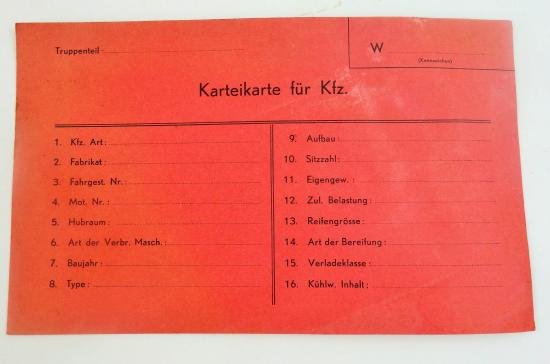 Truppenteil
W
(Kennzeichen)
Karteikarte für Kfz.
1. Kfz. Art:
2. Fabrikat:
3. Fahrgest. Nr.:
4. Mot. Nr.:
5. Hubraum:
6. Art der Verbr. Masch.:
7. Baujahr:
8. Type:
9. Aufbau:
10. Sitzzahl:
11. Eigengew.:
12. Zul. Belastung:
13. Reifengrösse:
14. Art der Bereifung:
15. Verladeklasse:
16. Kühlw. Inhalt: